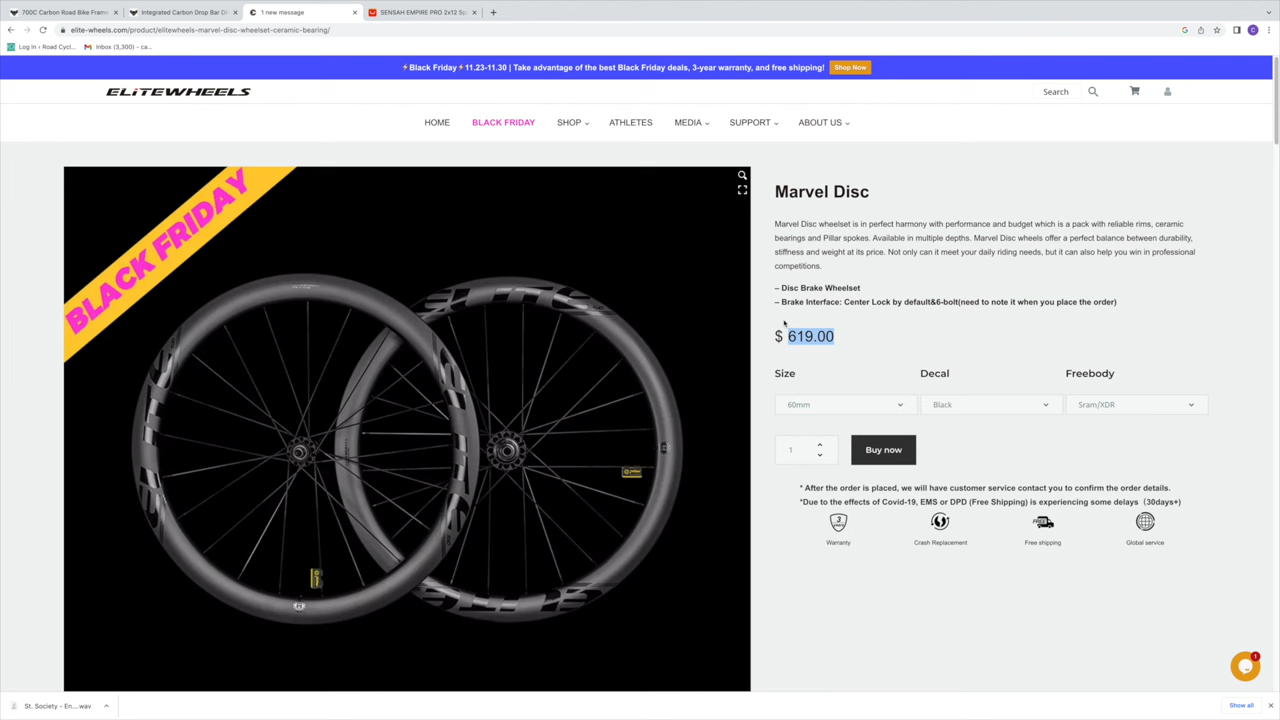 700C Carbon Road Bike Frame
Integrated Carbon Drop Bar Di
1 new message
SENSAH EMPIRE PRO 2x12 Sp
elite-wheels.com/product/elitewheels-marvel-disc-wheelset-ceramic-bearing/
Log In ‹ Road Cycl...
Inbox (3,300) - ca...
⚡Black Friday⚡11.23-11.30 | Take advantage of the best Black Friday deals, 3-year warranty, and free shipping!
Shop Now
ELITEWHEELS
Search
HOME
BLACK FRIDAY
SHOP
ATHLETES
MEDIA
SUPPORT
ABOUT US
BLACK FRIDAY
Marvel Disc
Marvel Disc wheelset is in perfect harmony with performance and budget which is a pack with reliable rims, ceramic
bearings and Pillar spokes. Available in multiple depths. Marvel Disc wheels offer a perfect balance between durability,
stiffness and weight at its price. Not only can it meet your daily riding needs, but it can also help you win in professional
competitions.
– Disc Brake Wheelset
– Brake Interface: Center Lock by default&6-bolt(need to note it when you place the order)
$ 619.00
Size
Decal
Freebody
60mm
Black
Sram/XDR
1
Buy now
* After the order is placed, we will have customer service contact you to confirm the order details.
*Due to the effects of Covid-19, EMS or DPD (Free Shipping) is experiencing some delays（30days+)
3
FREE
Warranty
Crash Replacement
Free shipping
Global service
1
St. Society - En....wav
Show all